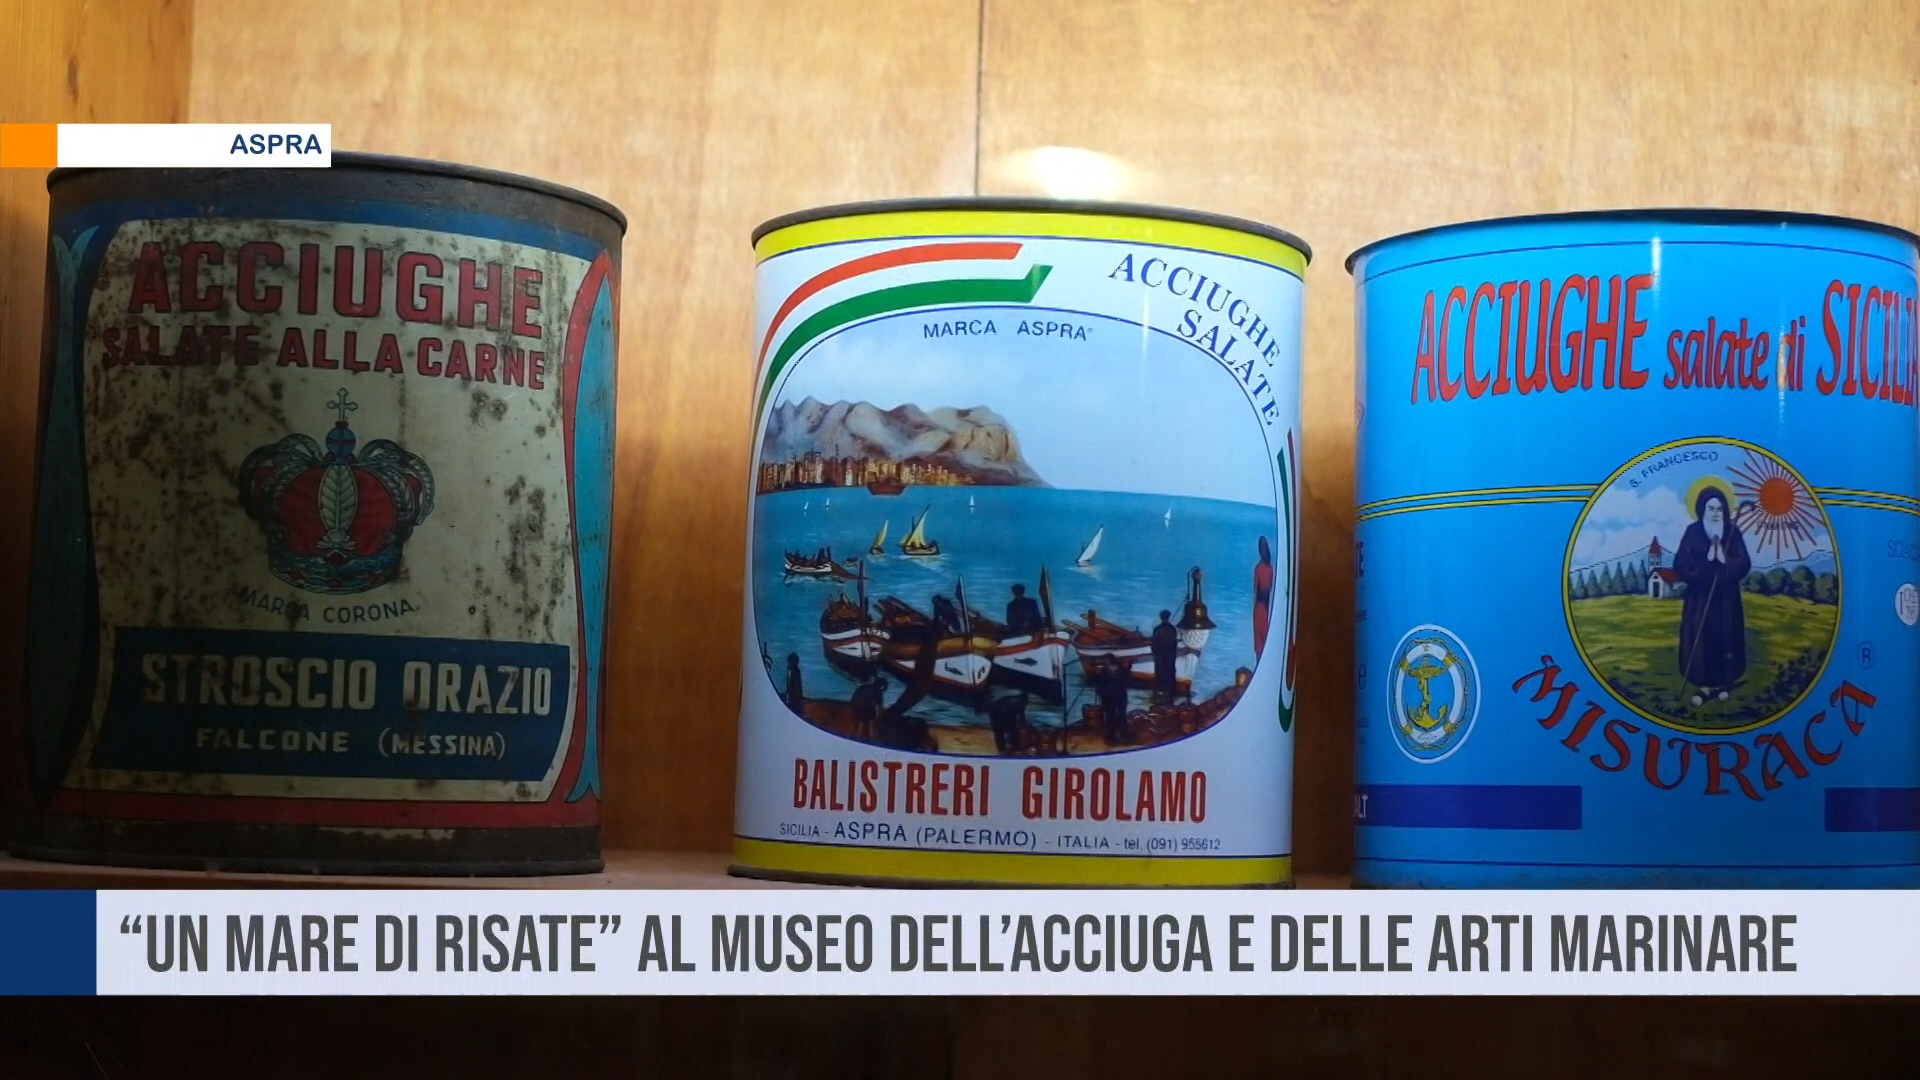 ASPRA
ACCIUGHE
SALATE ALLA CARNE
MARCA CORONA
STROSCIO ORAZIO
FALCONE (MESSINA)
ACCIUGHE
SALATE
MARCA ASPRA
BALISTRERI GIROLAMO
SICILIA - ASPRA (PALERMO) - ITALIA - tel. (091) 955612
ACCIUGHE salate di SICILIA
S. FRANCESCO
MISURACA
®
“UN MARE DI RISATE” AL MUSEO DELL’ACCIUGA E DELLE ARTI MARINARE